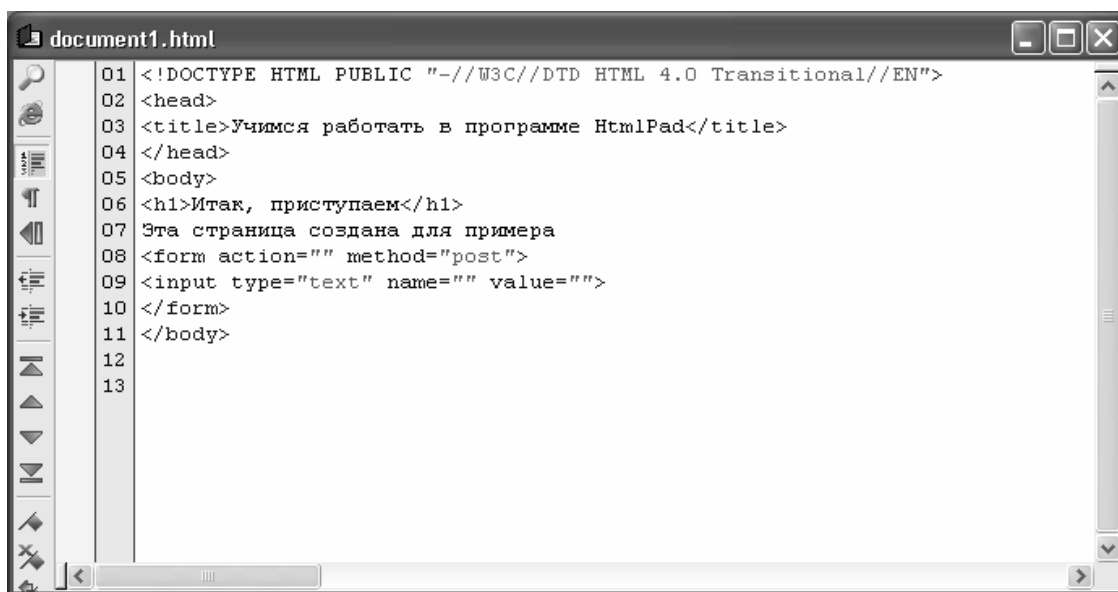 document1.html
01 <!DOCTYPE HTML PUBLIC "-//W3C//DTD HTML 4.0 Transitional//EN">
02 <head>
03 <title>Учимся работать в программе HtmlPad</title>
04 </head>
05 <body>
06 <h1>Итак, приступаем</h1>
07 Эта страница создана для примера
08 <form action="" method="post">
09 <input type="text" name="" value="">
10 </form>
11 </body>
12
13